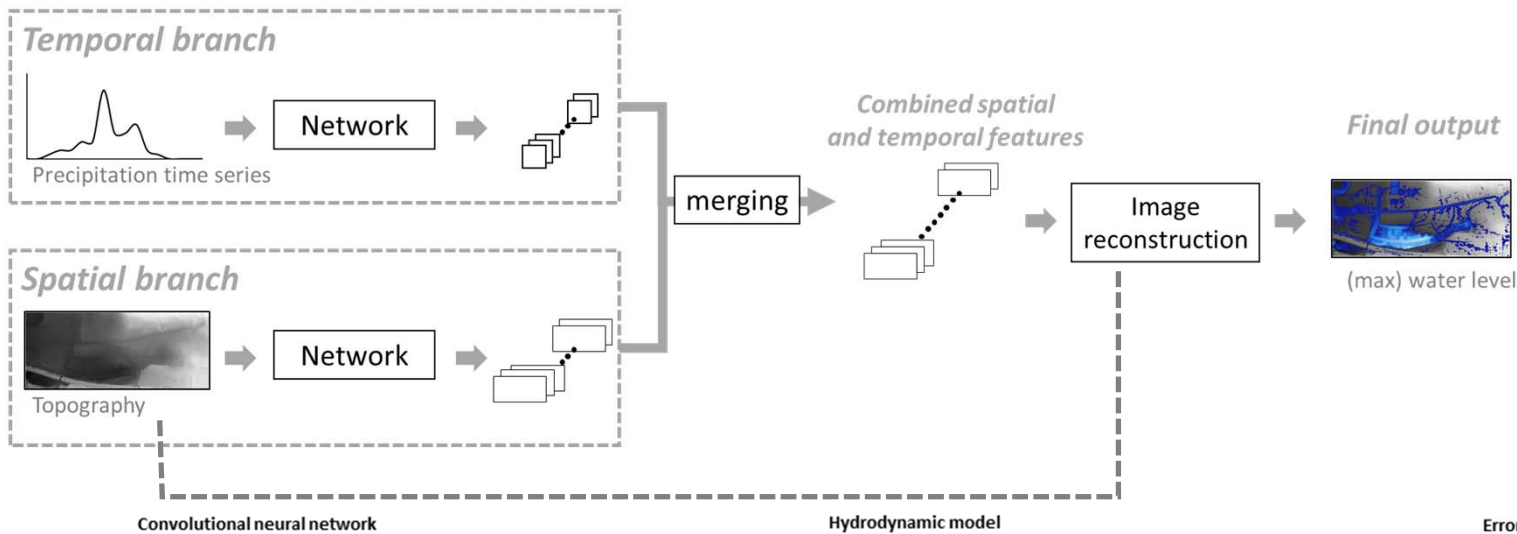 Temporal branch
Network
Precipitation time series
Spatial branch
Network
Topography
merging
Combined spatial
and temporal features
Image
reconstruction
Final output
(max) water level
Convolutional neural network
Hydrodynamic model